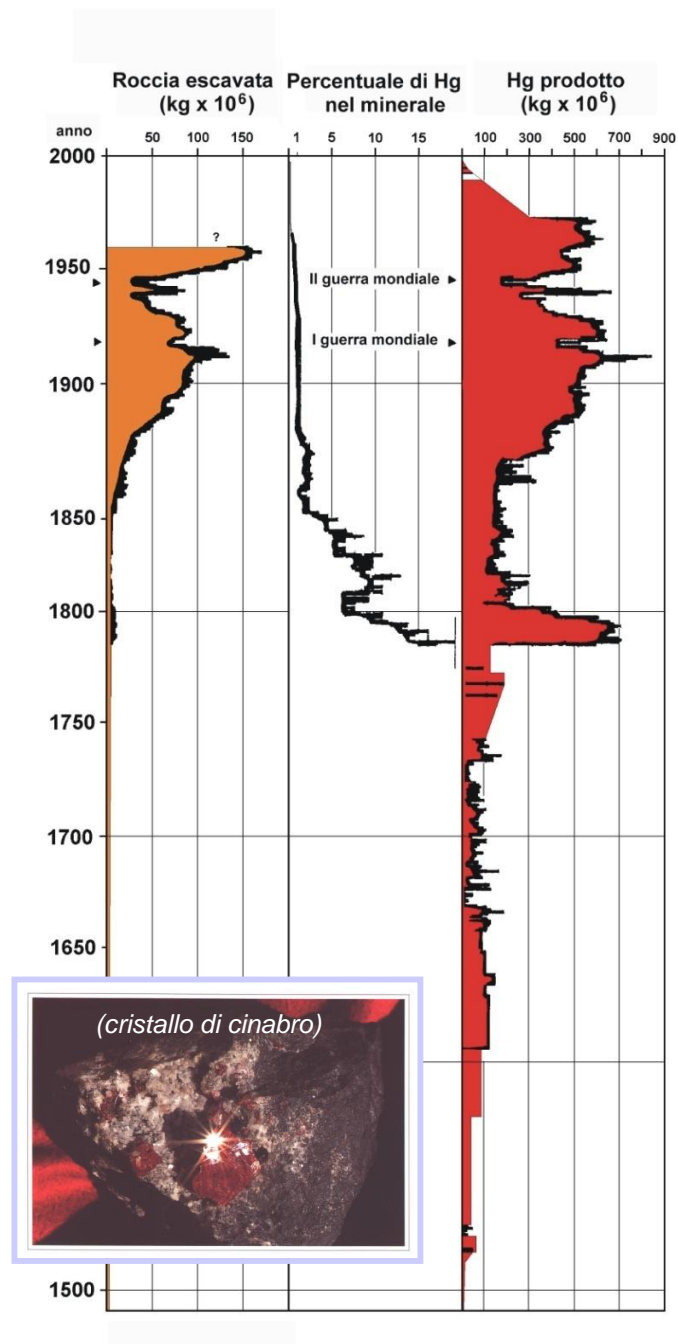 Roccia escavata
(kg x 10⁶)
Percentuale di Hg
nel minerale
Hg prodotto
(kg x 10⁶)
anno
50 100 150
1 5 10 15
100 300 500 700 900
2000
?
1950
II guerra mondiale
I guerra mondiale
1900
1850
1800
1750
1700
1650
(cristallo di cinabro)
1500